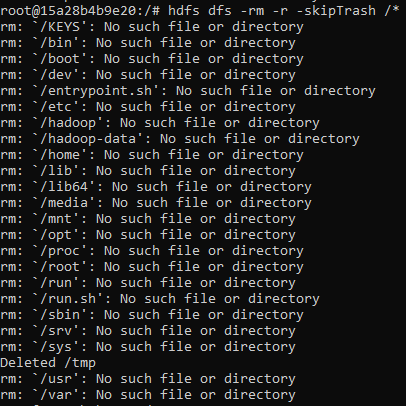 root@15a28b4b9e20:/# hdfs dfs -rm -r -skipTrash /*
rm: `/KEYS': No such file or directory
rm: `/bin': No such file or directory
rm: `/boot': No such file or directory
rm: `/dev': No such file or directory
rm: `/entrypoint.sh': No such file or directory
rm: `/etc': No such file or directory
rm: `/hadoop': No such file or directory
rm: `/hadoop-data': No such file or directory
rm: `/home': No such file or directory
rm: `/lib': No such file or directory
rm: `/lib64': No such file or directory
rm: `/media': No such file or directory
rm: `/mnt': No such file or directory
rm: `/opt': No such file or directory
rm: `/proc': No such file or directory
rm: `/root': No such file or directory
rm: `/run': No such file or directory
rm: `/run.sh': No such file or directory
rm: `/sbin': No such file or directory
rm: `/srv': No such file or directory
rm: `/sys': No such file or directory
Deleted /tmp
rm: `/usr': No such file or directory
rm: `/var': No such file or directory